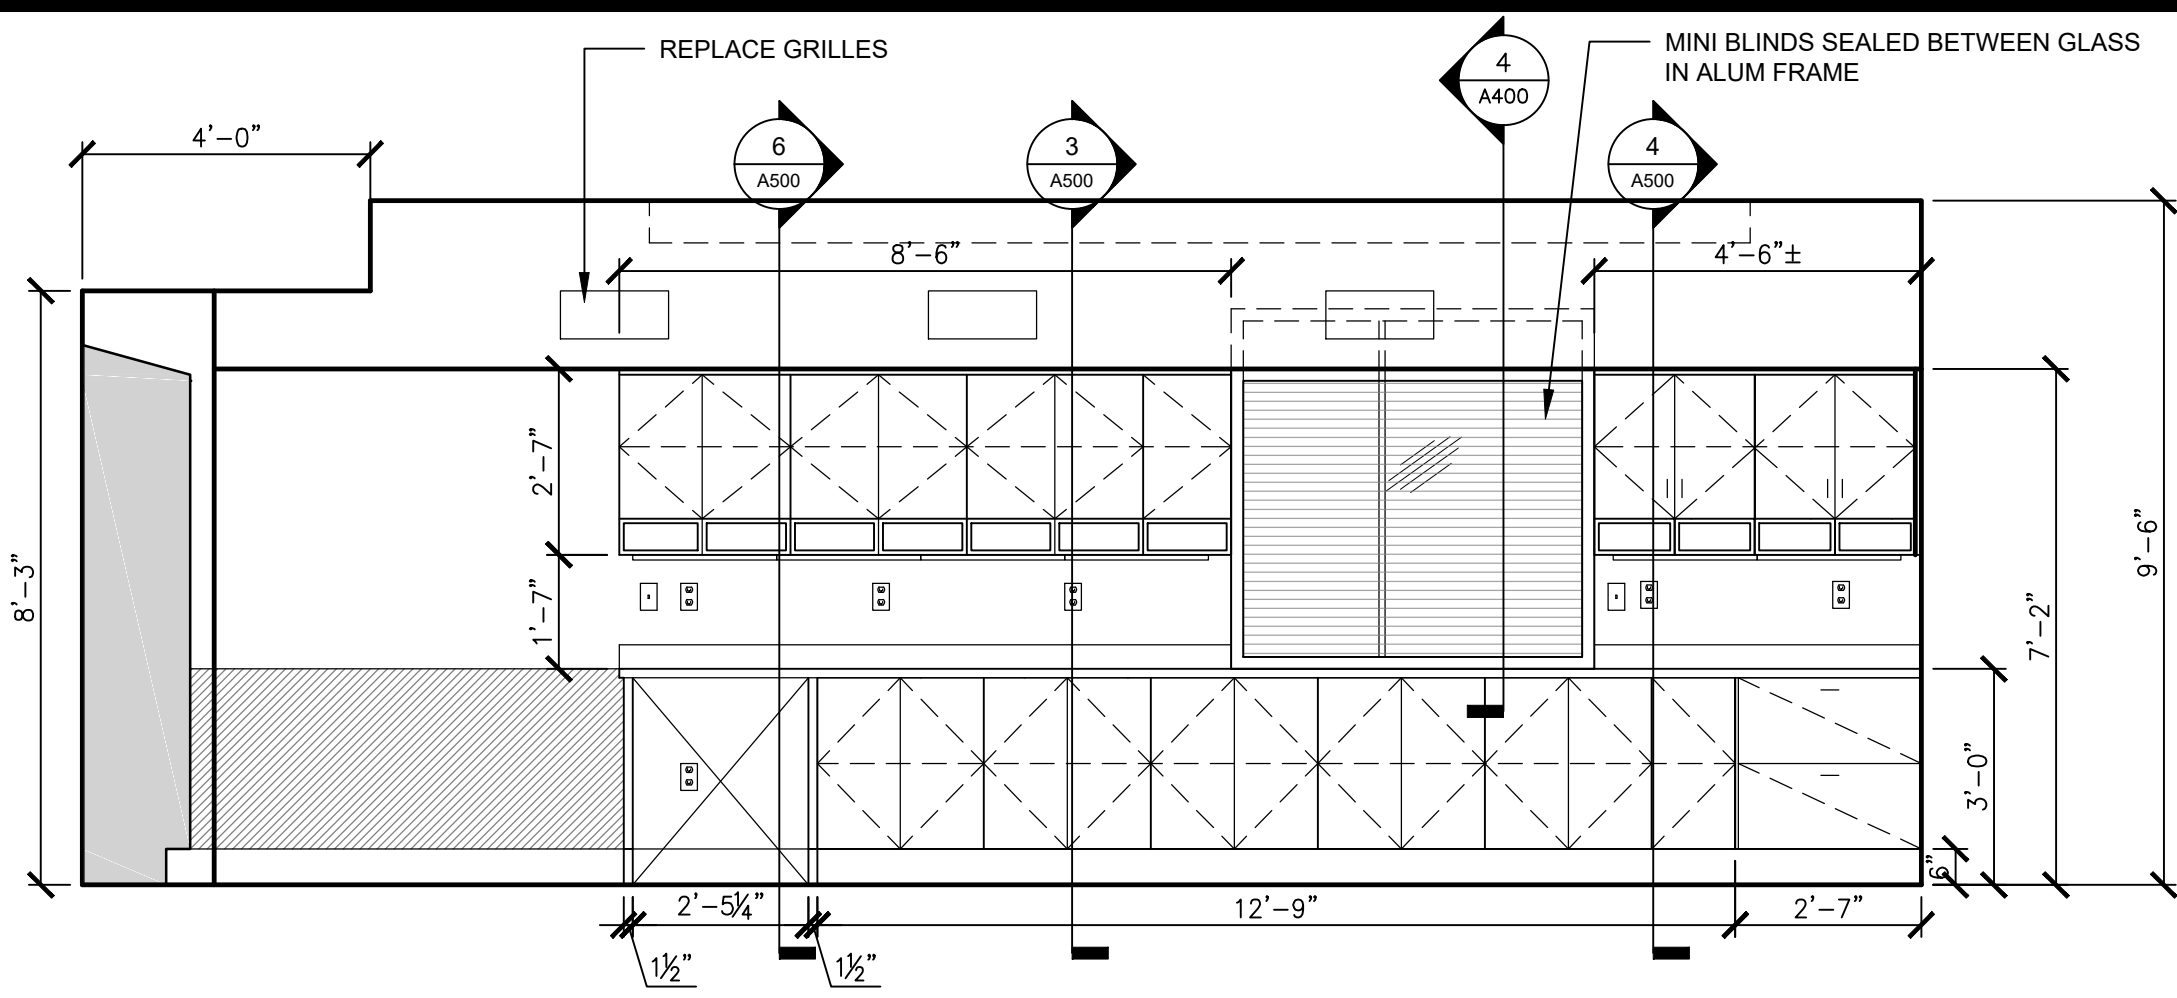 REPLACE GRILLES
MINI BLINDS SEALED BETWEEN GLASS
IN ALUM FRAME
4
A400
4'-0"
6
A500
3
A500
4
A500
8'-6"
4'-6"±
2'-7"
1'-7"
8'-3"
9'-6"
7'-2"
3'-0"
6"
2'-5¼"
12'-9"
2'-7"
1½"
1½"